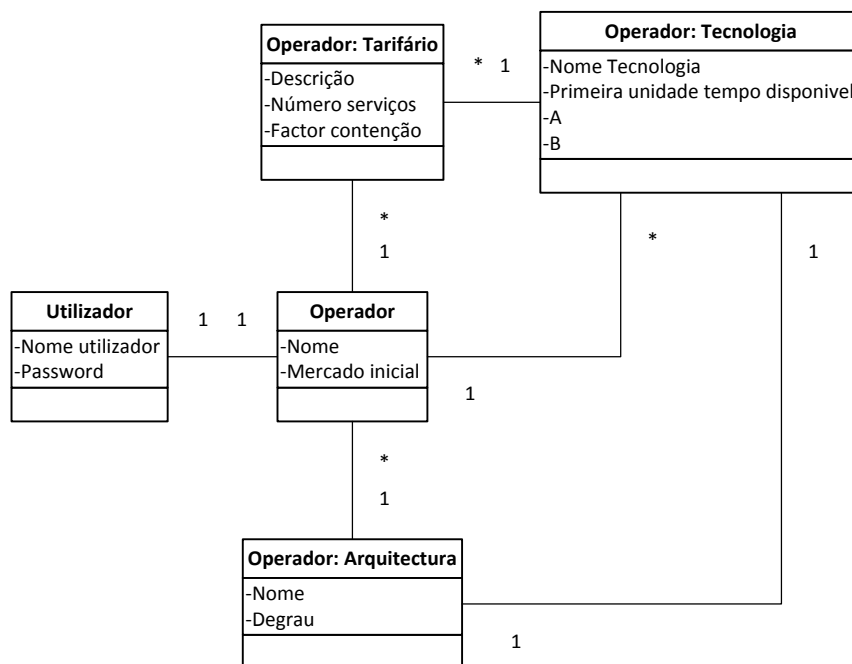 Operador: Tarifário
-Descrição
-Número serviços
-Factor contenção
* 1
Operador: Tecnologia
-Nome Tecnologia
-Primeira unidade tempo disponivel
-A
-B
*
1
*
1
Utilizador
-Nome utilizador
-Password
1 1
Operador
-Nome
-Mercado inicial
1
*
1
Operador: Arquitectura
-Nome
-Degrau
1